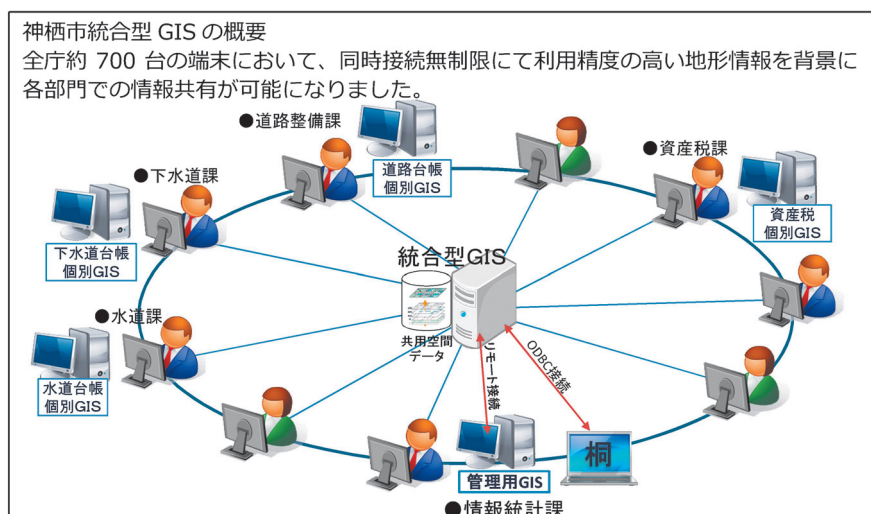 神栖市統合型 GIS の概要
全庁約 700 台の端末において、同時接続無制限にて利用精度の高い地形情報を背景に
各部門での情報共有が可能になりました。
●道路整備課
道路台帳
個別GIS
●資産税課
資産税
個別GIS
●下水道課
下水道台帳
個別GIS
統合型GIS
共用空間
データ
●水道課
水道台帳
個別GIS
リモート接続
ODBC接続
管理用GIS
桐
●情報統計課